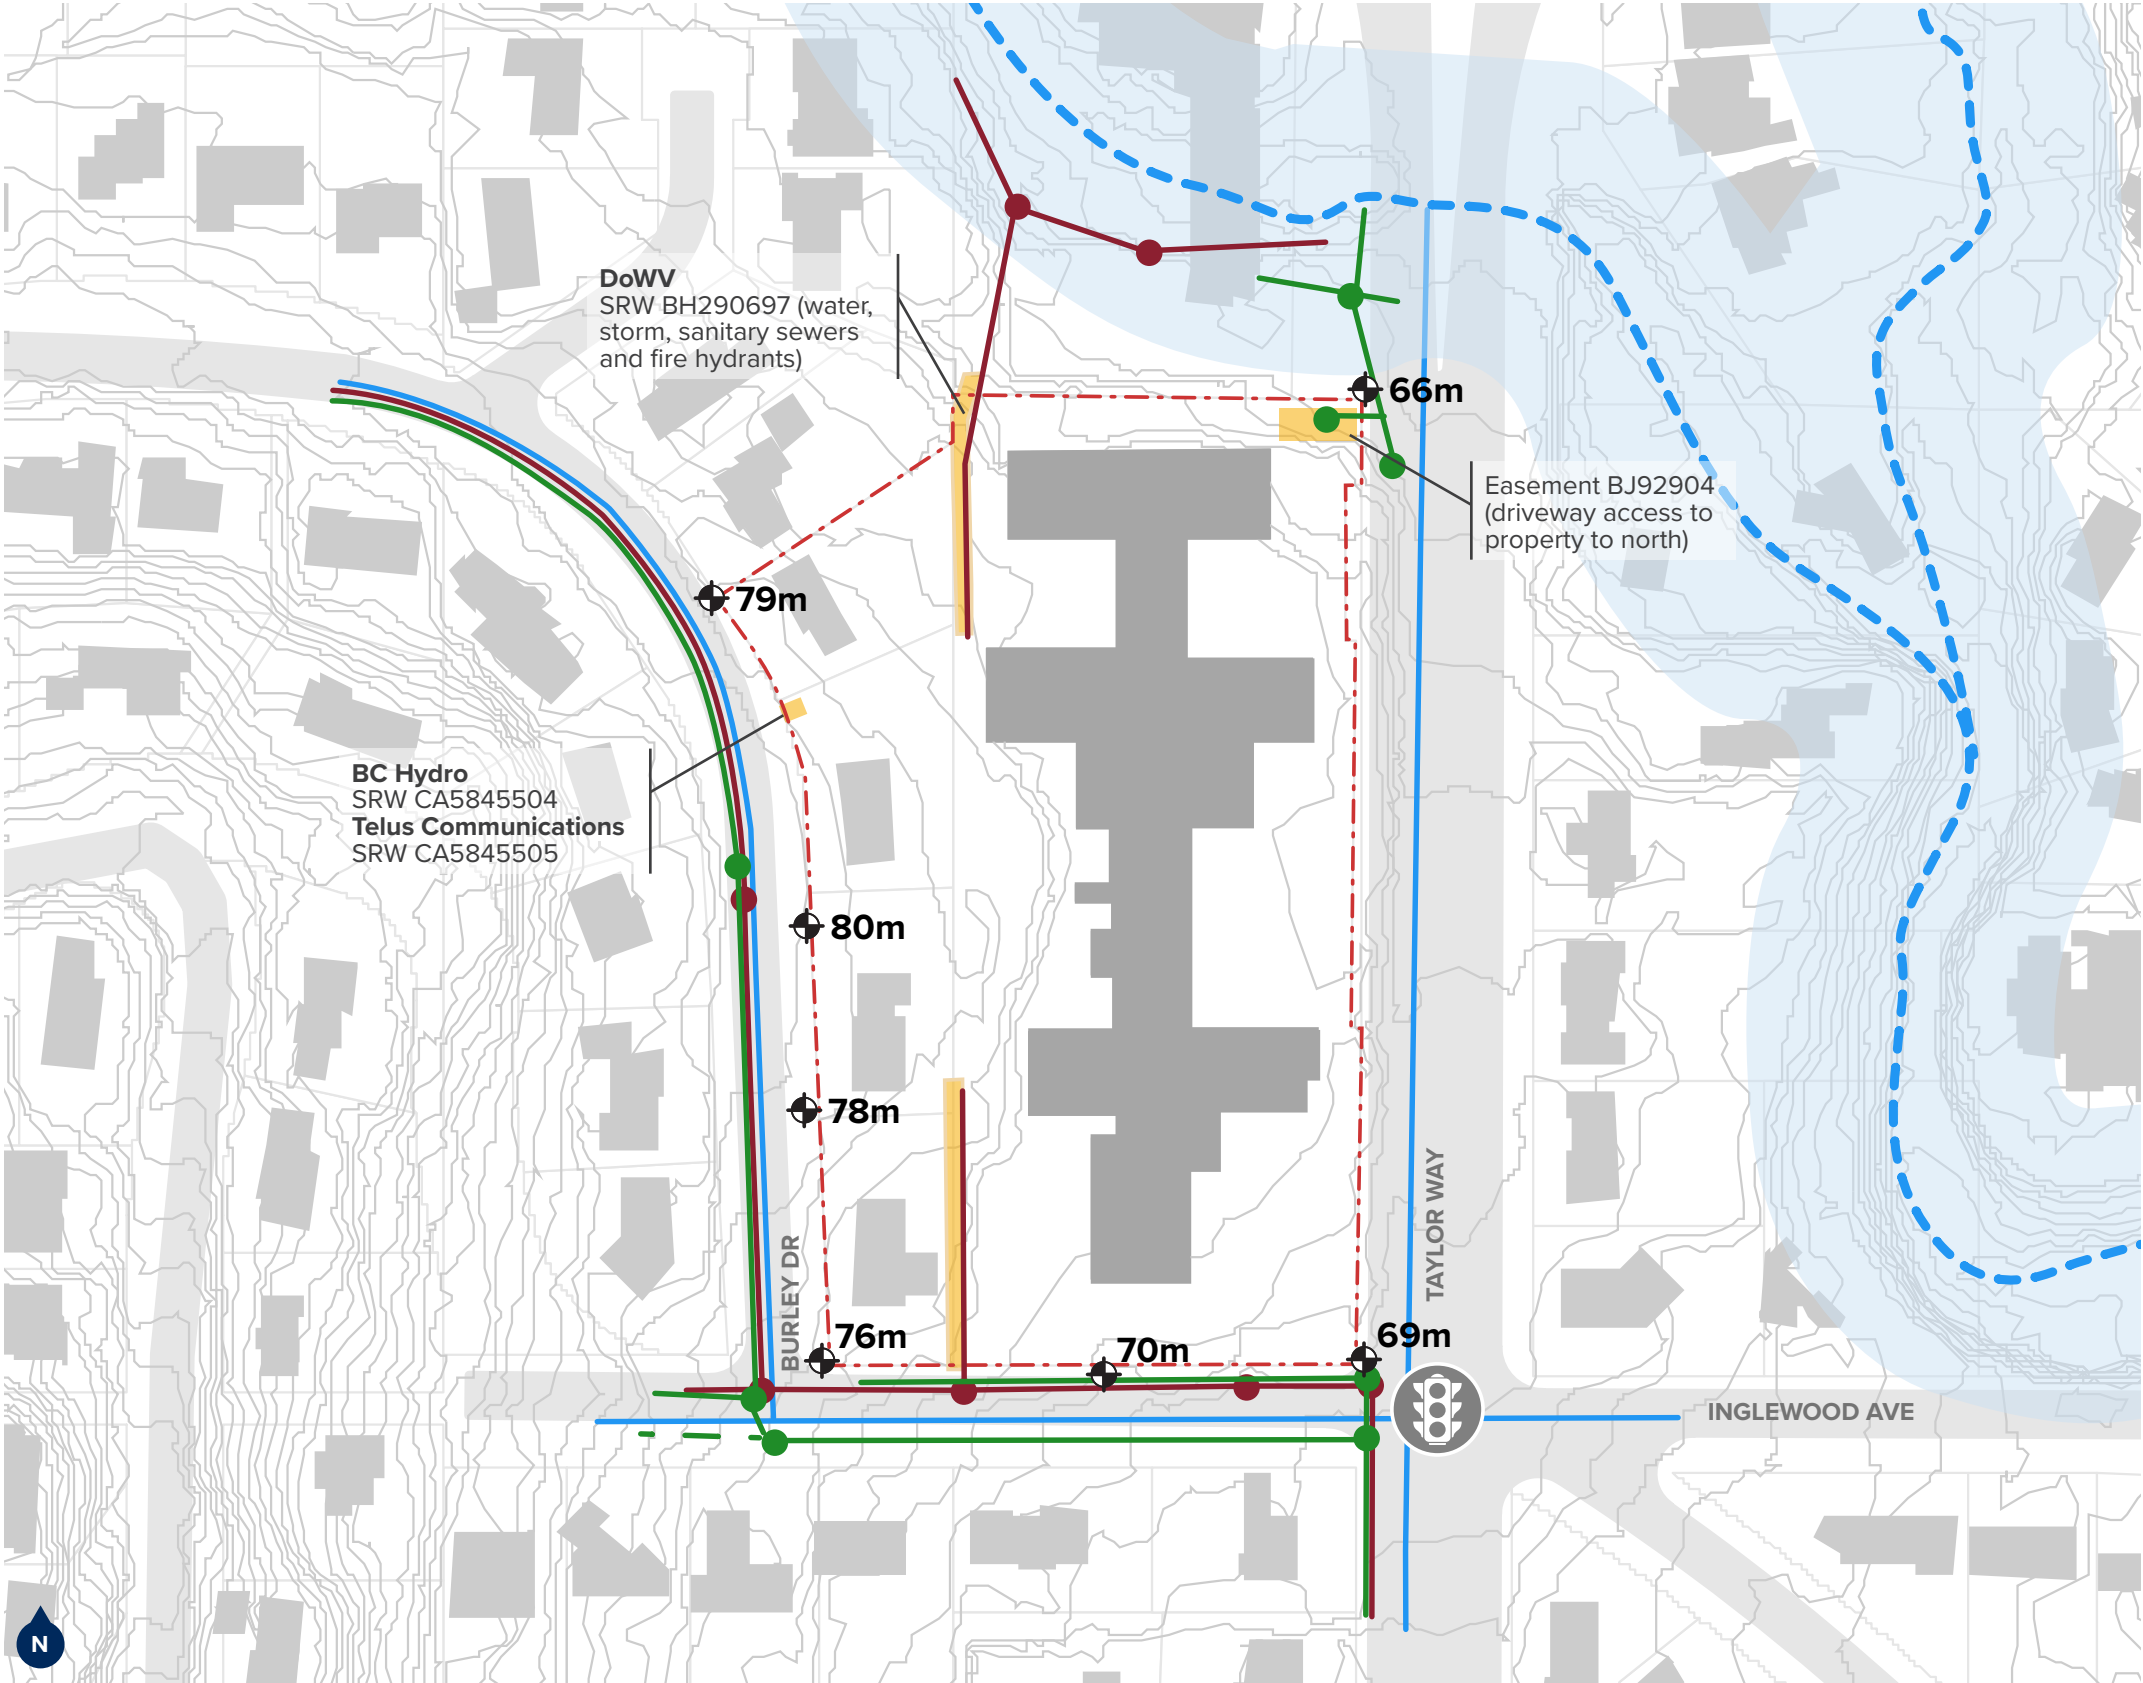 DoWV
SRW BH290697 (water,
storm, sanitary sewers
and fire hydrants)
66m
Easement BJ92904
(driveway access to
property to north)
79m
BC Hydro
SRW CA5845504
Telus Communications
SRW CA5845505
80m
78m
TAYLOR WAY
BURLEY DR
76m
70m
69m
INGLEWOOD AVE
N